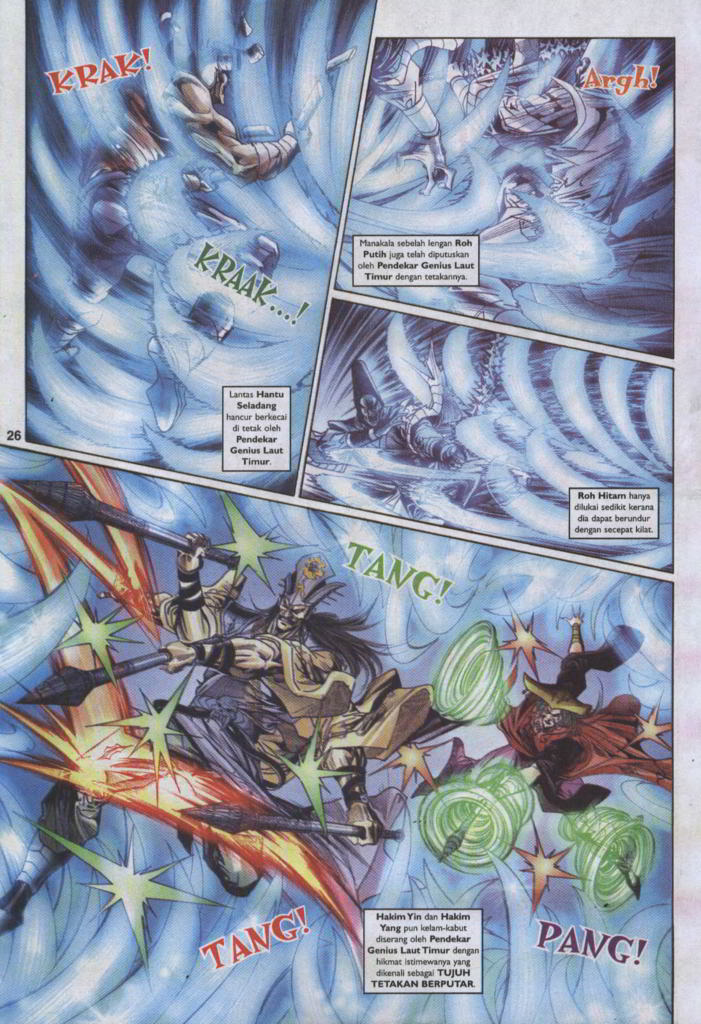 KRAK!
KRAAK....!
Lantas Hantu
Seladang
hancur berkecai
di tetak oleh
Pendekar
Genius Laut
Timur.
Argh!
Manakala sebelah lengan Roh
Putih juga telah diputuskan
oleh Pendekar Genius Laut
Timur dengan tetakannya.
Roh Hitam hanya
dilukai sedikit kerana
dia dapat berundur
dengan secepat kilat.
26
TANG!
TANG!
Hakim Yin dan Hakim
Yang pun kelam-kabut
diserang oleh Pendekar
Genius Laut Timur dengan
hikmat istimewanya yang
dikenali sebagai TUJUH
TETAKAN BERPUTAR.
PANG!